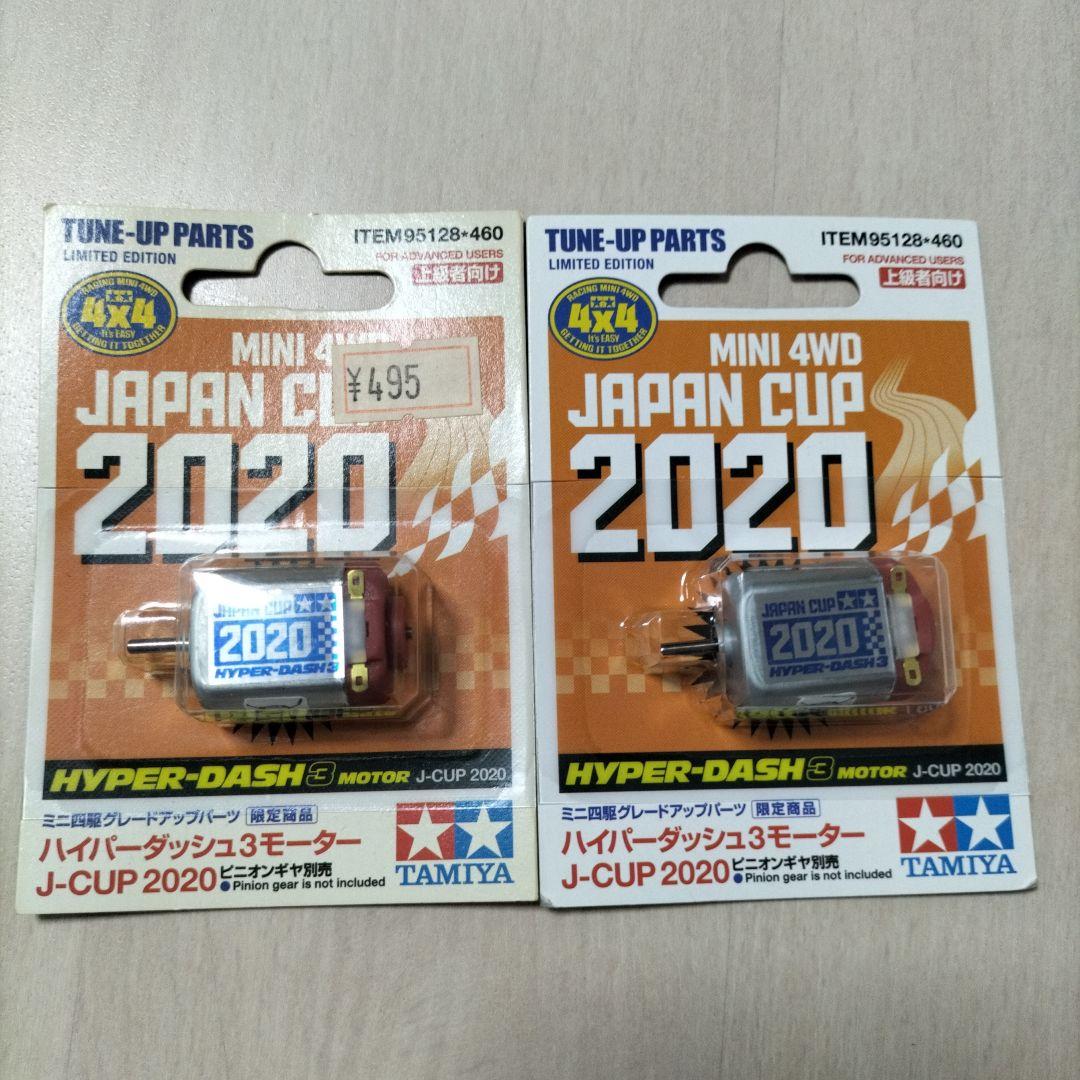 TUNE-UP PARTS
LIMITED EDITION
ITEM95128*460
FOR ADVANCED USERS
上級者向け
RACING MINI 4WD
4x4
It's EASY
GETTING IT TOGETHER
MINI 4WD
¥495
JAPAN CUP
2020
JAPAN CUP
2020
HYPER-DASH 3
HYPER-DASH 3 MOTOR J-CUP 2020
ミニ四駆グレードアップパーツ 限定商品
ハイパーダッシュ3モーター
J-CUP 2020 ピニオンギヤ別売
●Pinion gear is not included
TAMIYA
TUNE-UP PARTS
LIMITED EDITION
ITEM95128*460
FOR ADVANCED USERS
上級者向け
RACING MINI 4WD
4x4
It's EASY
GETTING IT TOGETHER
MINI 4WD
JAPAN CUP
2020
JAPAN CUP
2020
HYPER-DASH 3
HYPER-DASH 3 MOTOR J-CUP 2020
ミニ四駆グレードアップパーツ 限定商品
ハイパーダッシュ3モーター
J-CUP 2020 ピニオンギヤ別売
●Pinion gear is not included
TAMIYA